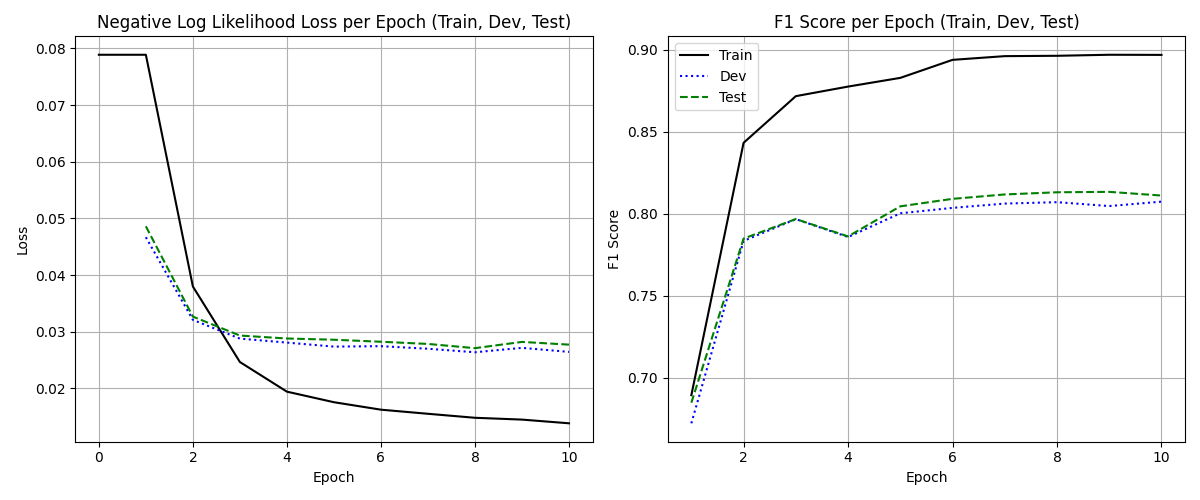 Negative Log Likelihood Loss per Epoch (Train, Dev, Test)
0.08
0.07
0.06
0.05
0.04
0.03
0.02
Loss
0 2 4 6 8 10
Epoch
F1 Score per Epoch (Train, Dev, Test)
Train
Dev
Test
0.90
0.85
0.80
0.75
0.70
F1 Score
2 4 6 8 10
Epoch